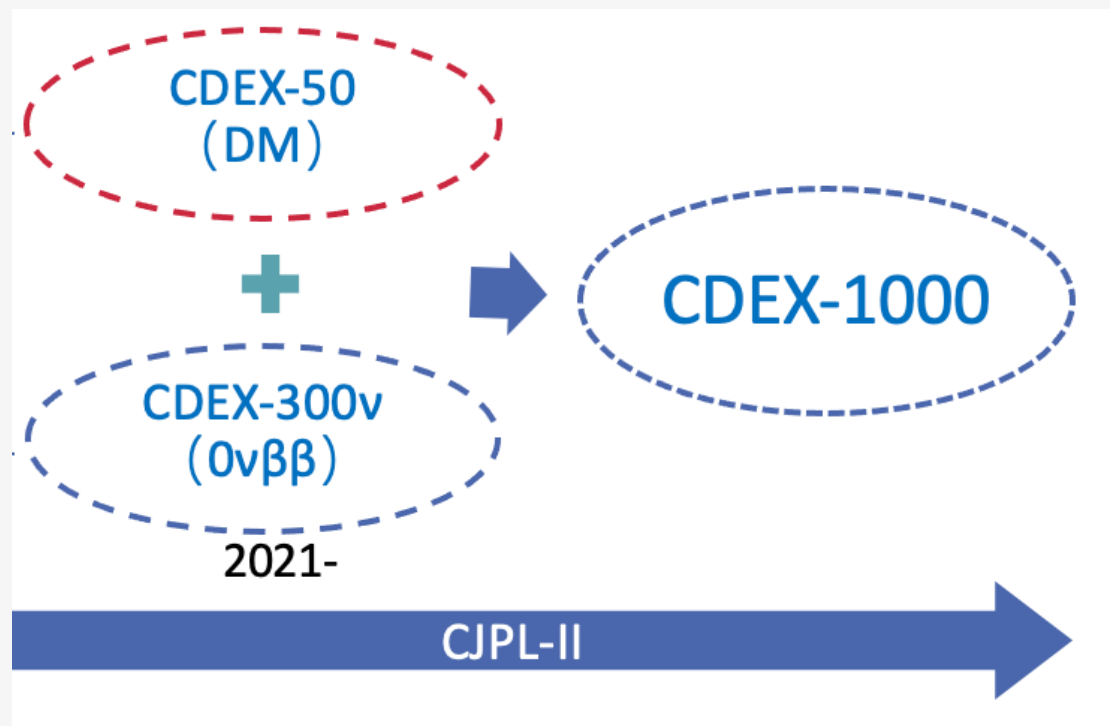 CDEX-50
（DM）
CDEX-1000
CDEX-300ν
（0νββ）
2021-
CJPL-II